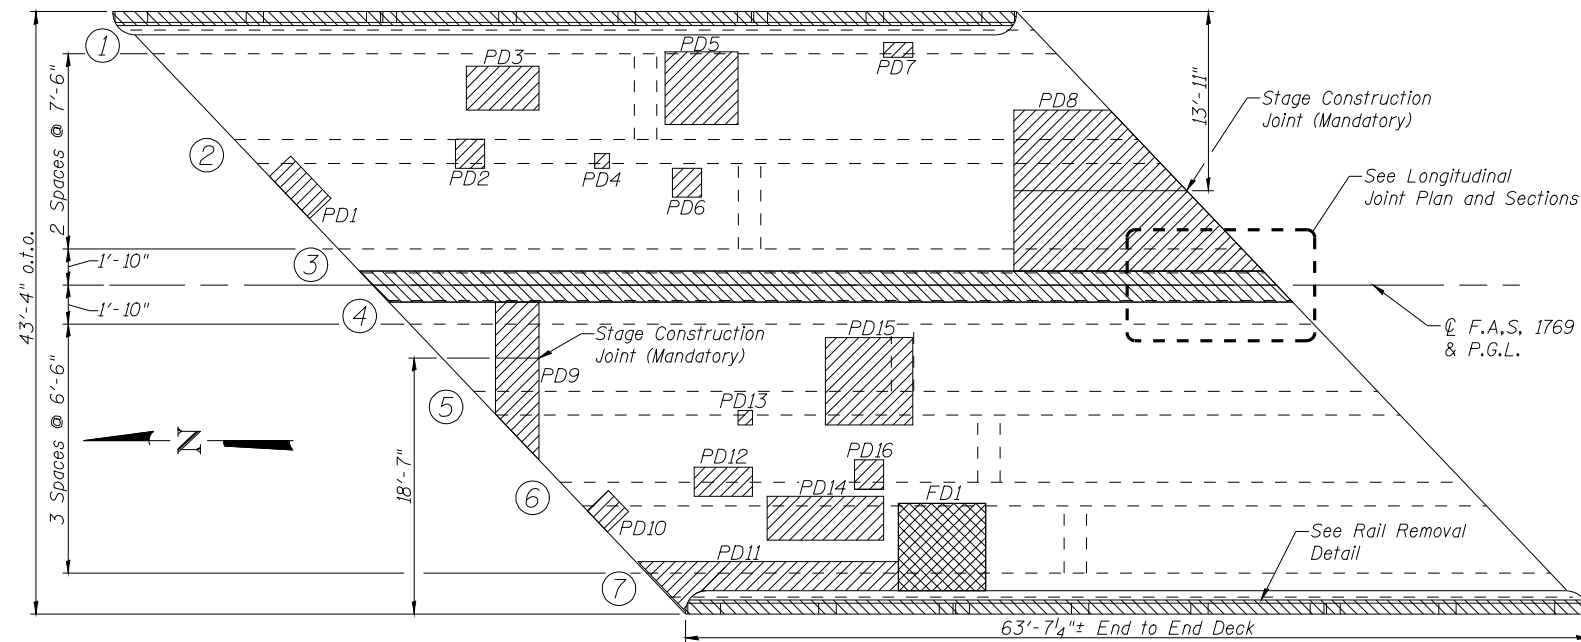 1
PD3
PD5
PD7
PD8
13'-11"
Stage Construction
Joint (Mandatory)
2 Spaces @ 7'-6"
2
PD2
PD4
PD6
PD1
See Longitudinal
Joint Plan and Sections
43'-4" o.t.o.
1'-10"
3
1'-10"
4
℄ F.A.S. 1769
& P.G.L.
Stage Construction
Joint (Mandatory)
PD15
PD9
5
PD13
3 Spaces @ 6'-6"
N
18'-7"
PD12
PD16
6
PD14
FD1
PD10
See Rail Removal
Detail
PD11
7
63'-7¼"± End to End Deck